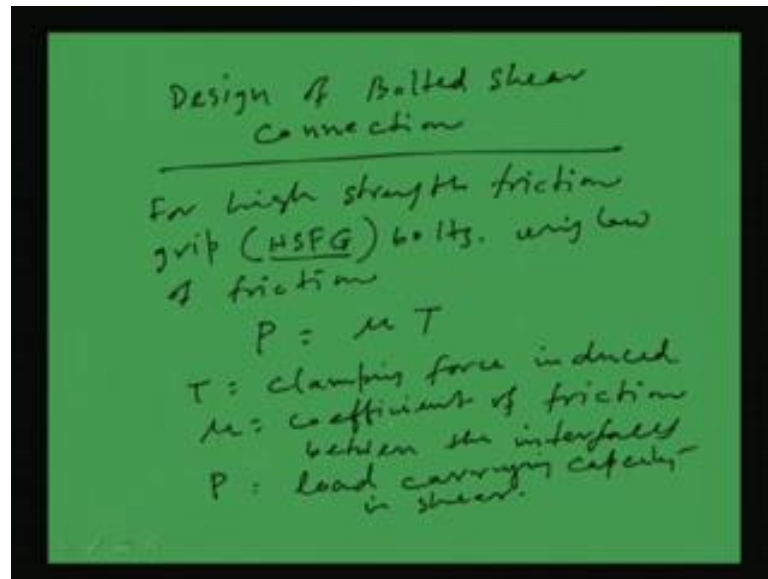 Design of Bolted Shear
Connection
For high strength friction
grip (HSFG) bolts. using law
of friction
P = μ T
T = clamping force induced
μ = coefficient of friction
between the interfaces
P = load carrying capacity
in shear.